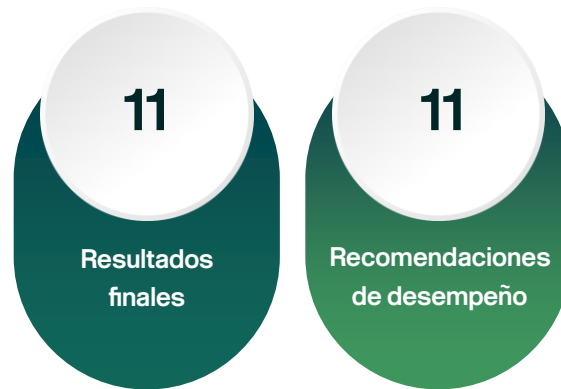 11
Resultados
finales
11
Recomendaciones
de desempeño